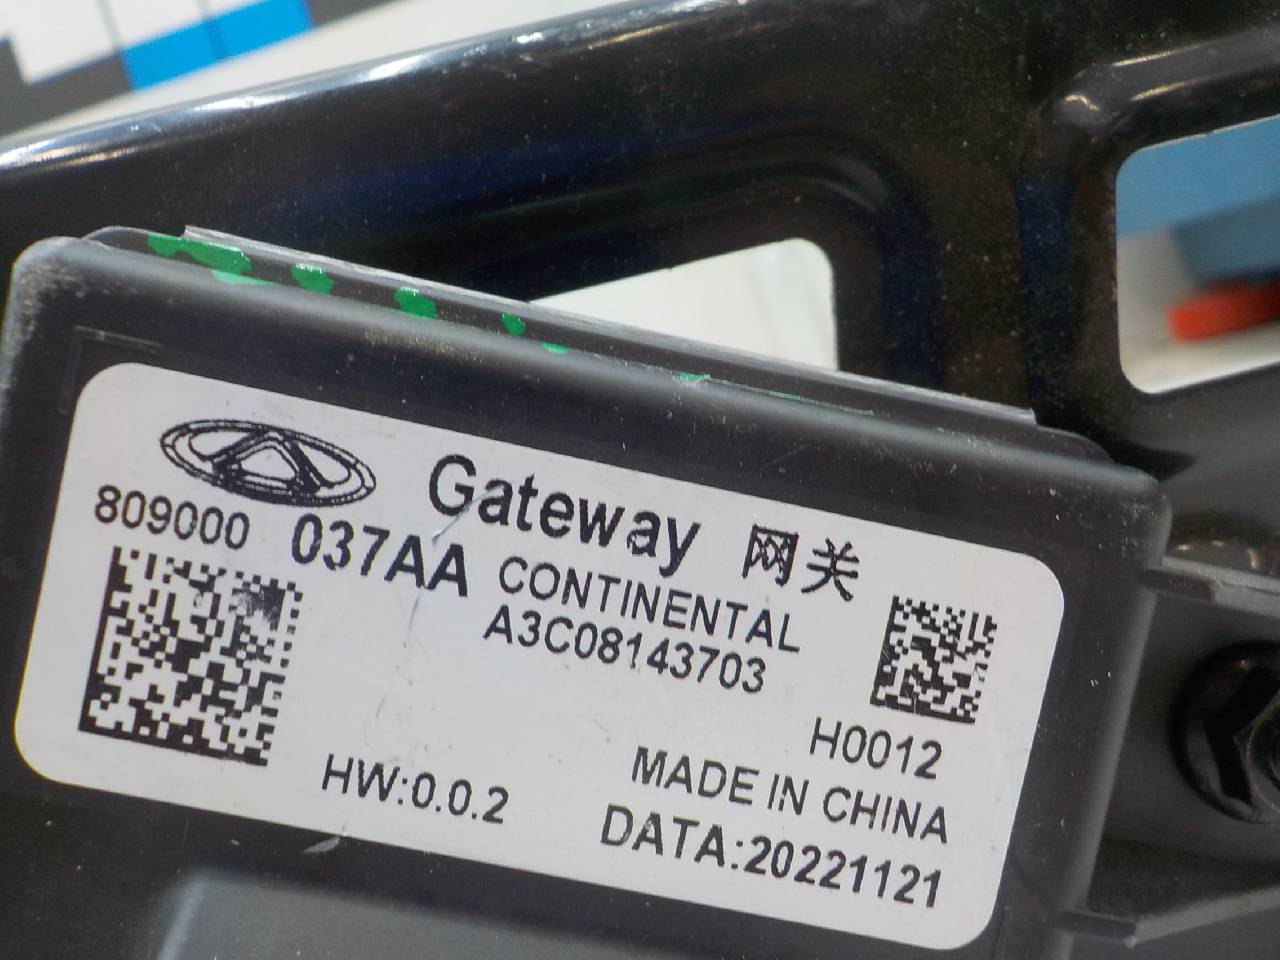 Gateway 网关
809000 037AA CONTINENTAL
A3C08143703
H0012
HW:0.0.2
MADE IN CHINA
DATA:20221121